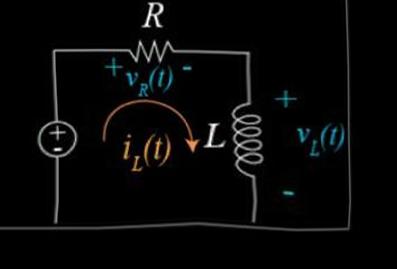 R
+ v_R(t) -
+
+
-
i_L(t)
L
v_L(t)
-